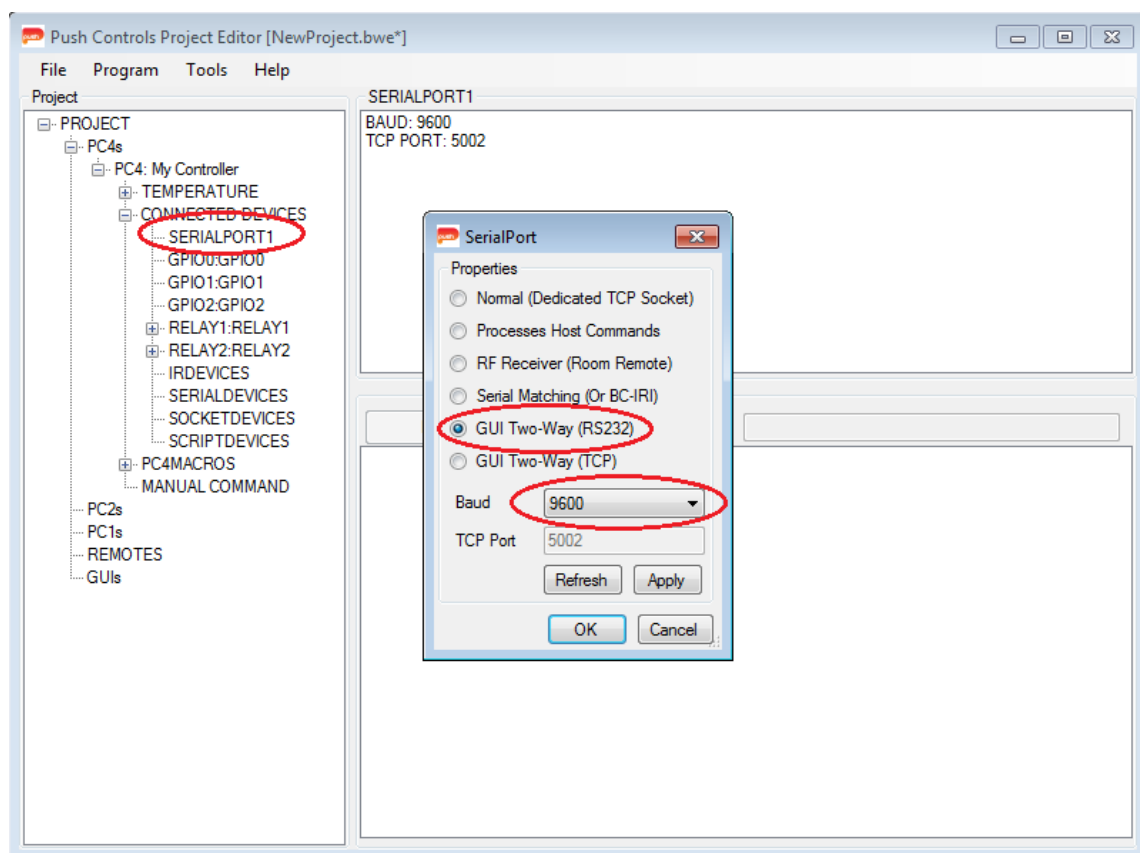 Push Controls Project Editor [NewProject.bwe*]
File Program Tools Help
Project
PROJECT
PC4s
PC4: My Controller
TEMPERATURE
CONNECTED DEVICES
SERIALPORT1
GPIO0:GPIO0
GPIO1:GPIO1
GPIO2:GPIO2
RELAY1:RELAY1
RELAY2:RELAY2
IRDEVICES
SERIALDEVICES
SOCKETDEVICES
SCRIPTDEVICES
PC4MACROS
MANUAL COMMAND
PC2s
PC1s
REMOTES
GUIs
SERIALPORT1
BAUD: 9600
TCP PORT: 5002
push SerialPort
Properties
Normal (Dedicated TCP Socket)
Processes Host Commands
RF Receiver (Room Remote)
Serial Matching (Or BC-IRI)
GUI Two-Way (RS232)
GUI Two-Way (TCP)
Baud 9600
TCP Port 5002
Refresh Apply
OK Cancel